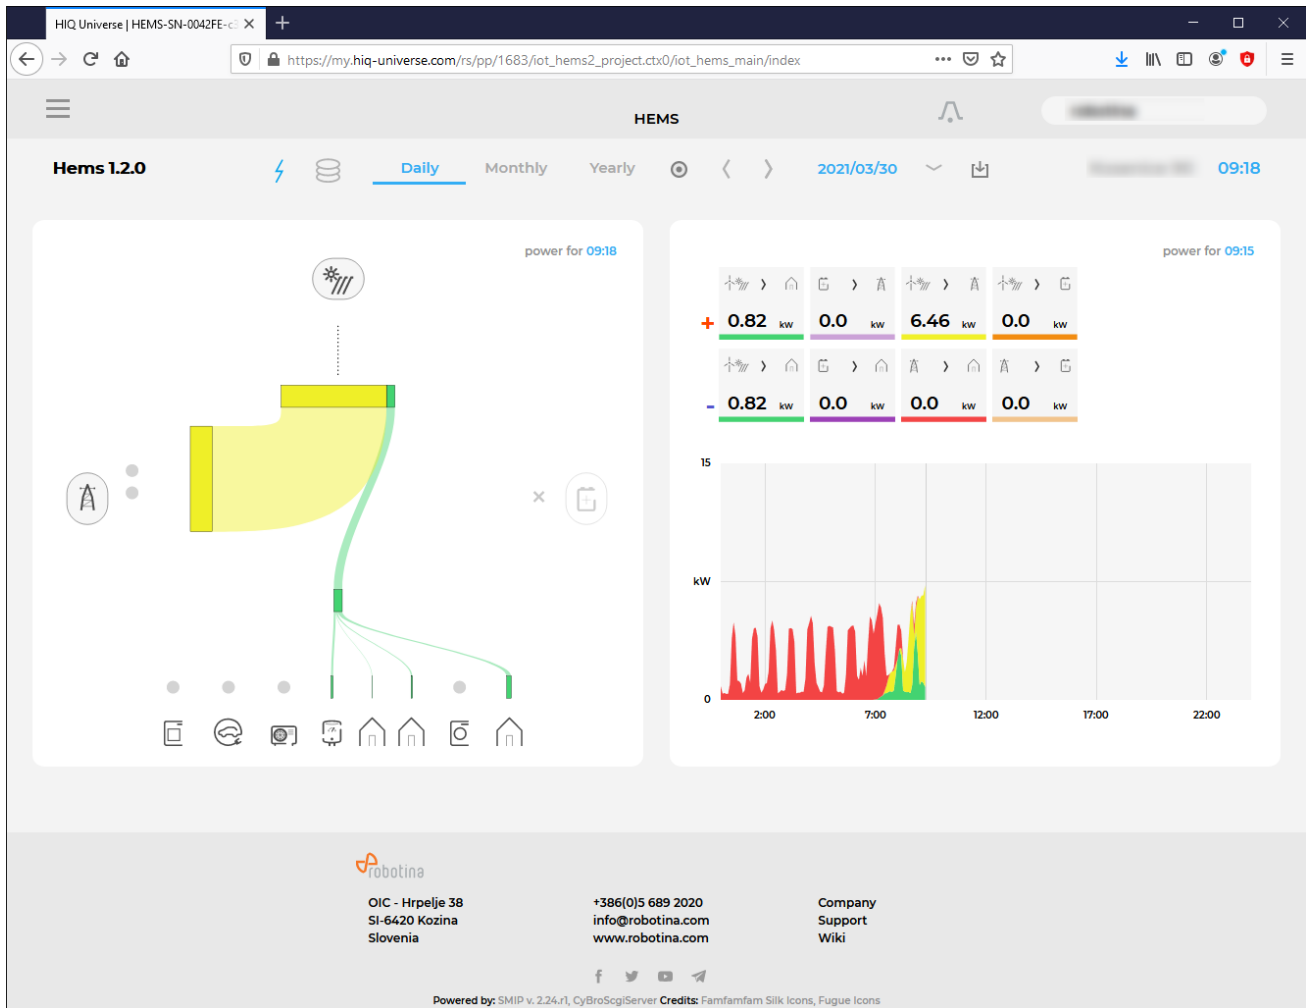 HIQ Universe | HEMS-SN-0042FE-c3
https://my.hiq-universe.com/rs/pp/1683/iot_hems2_project.ctx0/iot_hems_main/index
HEMS
Hems 1.2.0 Daily Monthly Yearly 2021/03/30 09:18
power for 09:18
power for 09:15
+ 0.82 kW 0.0 kW 6.46 kW 0.0 kW
- 0.82 kW 0.0 kW 0.0 kW 0.0 kW
15
kW
0
2:00 7:00 12:00 17:00 22:00
robotina
OIC - Hrpelje 38 +386(0)5 689 2020 Company
SI-6420 Kozina info@robotina.com Support
Slovenia www.robotina.com Wiki
Powered by: SMIP v. 2.24.r1, CyBroScgiServer Credits: Famfamfam Silk Icons, Fugue Icons